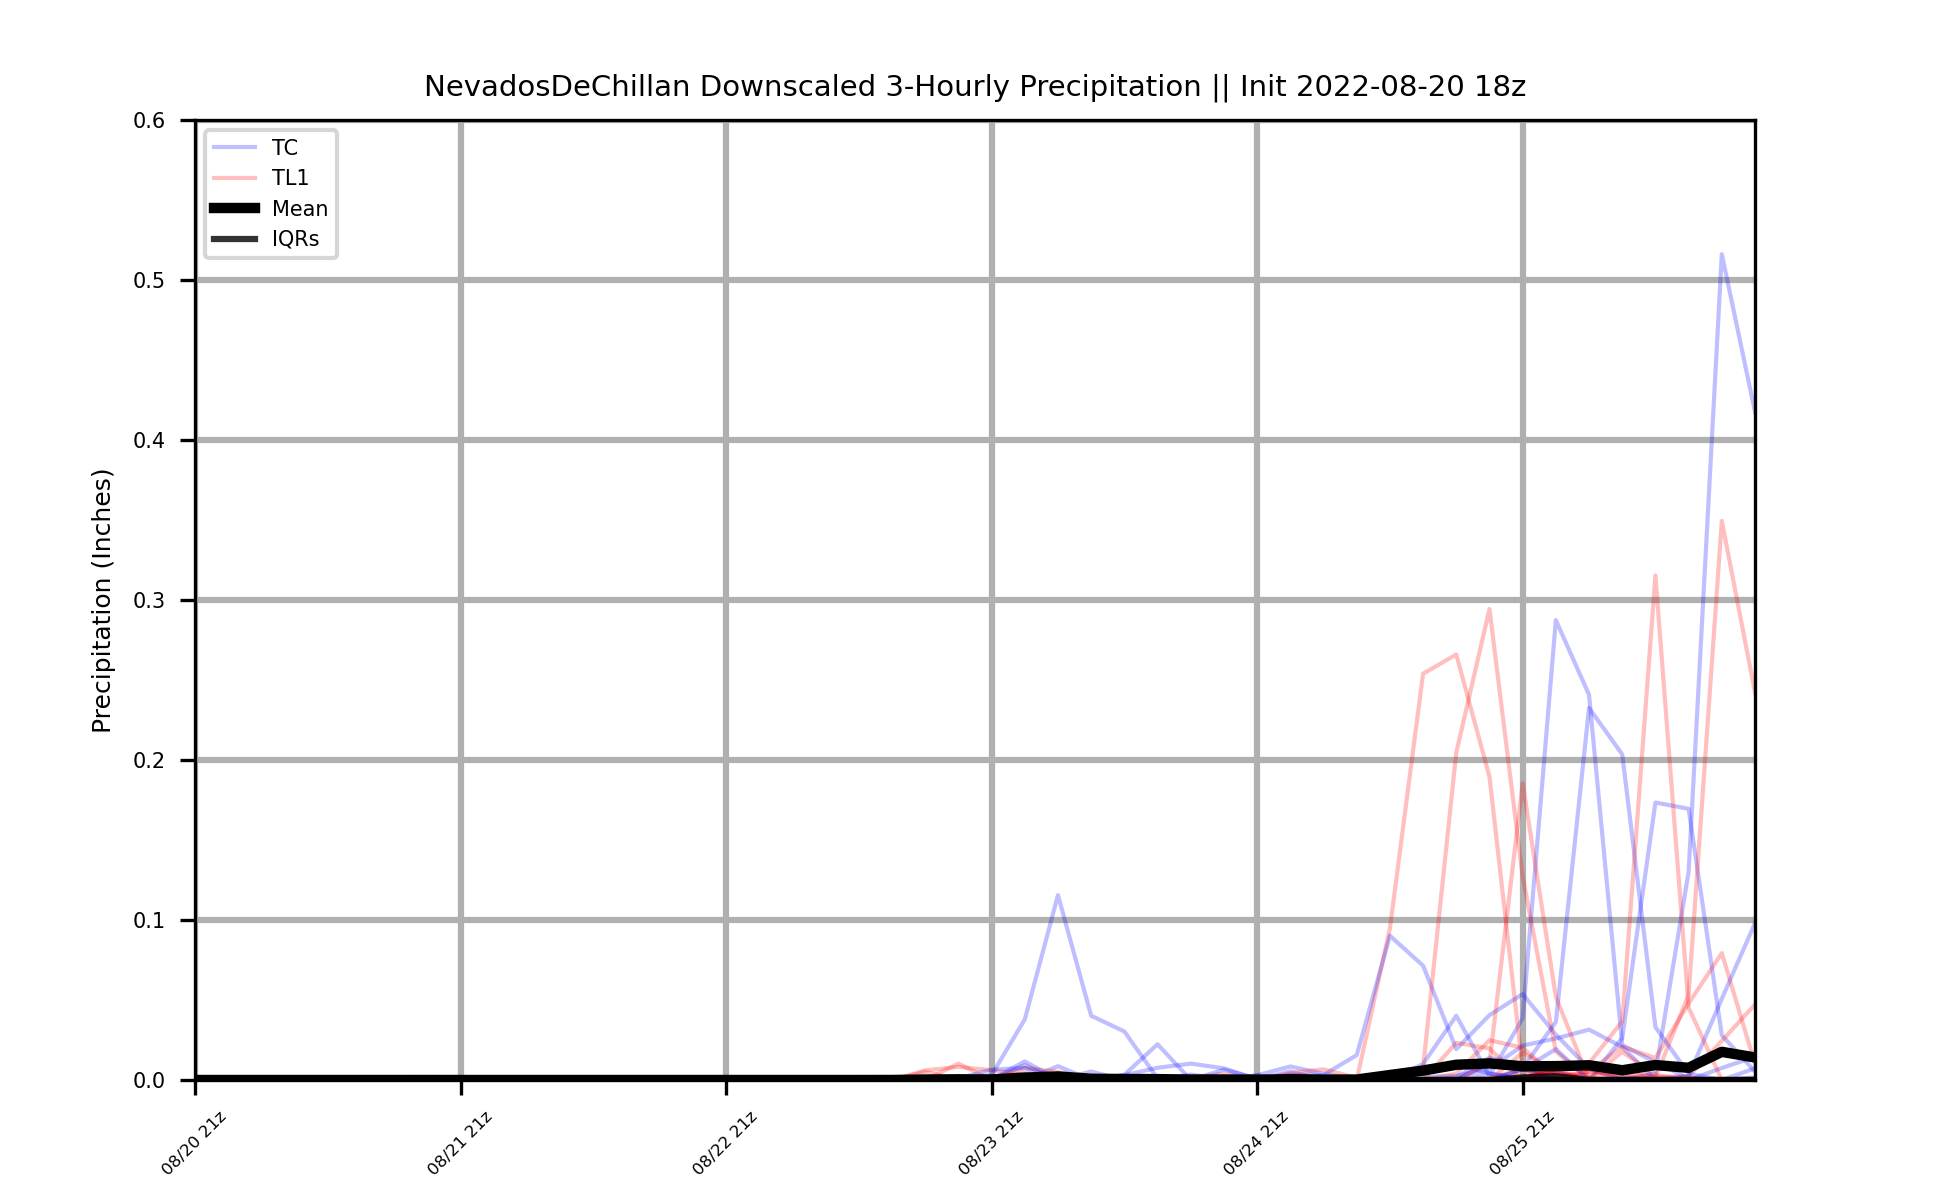 NevadosDeChillan Downscaled 3-Hourly Precipitation || Init 2022-08-20 18z
0.6
TC
TL1
Mean
IQRs
0.5
0.4
Precipitation (Inches)
0.3
0.2
0.1
0.0
08/20 21z
08/21 21z
08/22 21z
08/23 21z
08/24 21z
08/25 21z